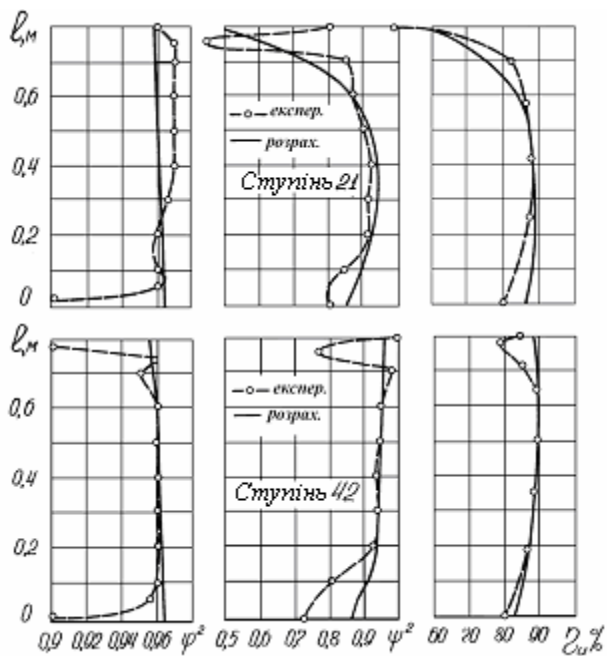 ℓ,м
0,6
0,4
0,2
0
експер.
розрах.
Ступінь 21
ℓ,м
0,6
0,4
0,2
0
експер.
розрах.
Ступінь 42
0,9 0,92 0,94 0,96 φ²
0,5 0,6 0,7 0,8 0,9 ψ²
60 80 90 %